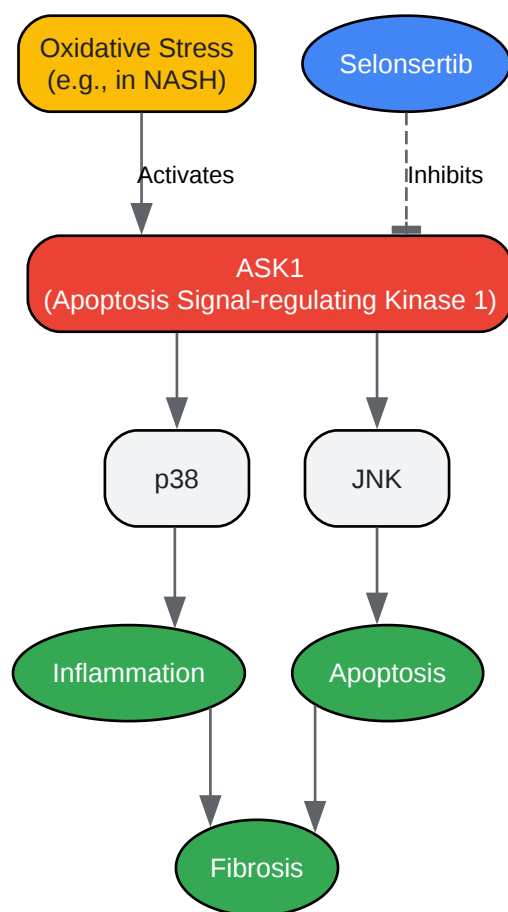 Oxidative Stress
(e.g., in NASH)
Selonsertib
Activates
Inhibits
ASK1
(Apoptosis Signal-regulating Kinase 1)
p38
JNK
Inflammation
Apoptosis
Fibrosis